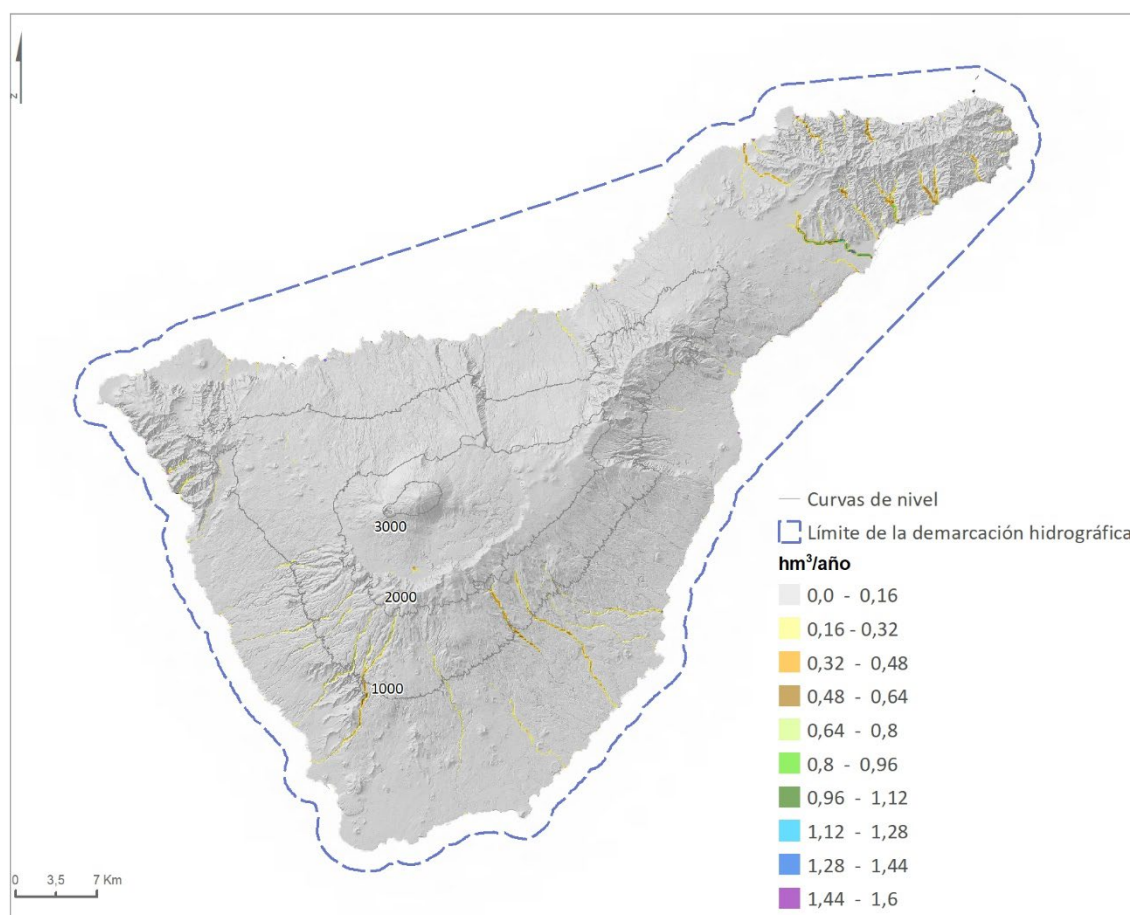 N
3000
2000
1000
Curvas de nivel
Límite de la demarcación hidrográfica
hm³/año
0,0 - 0,16
0,16 - 0,32
0,32 - 0,48
0,48 - 0,64
0,64 - 0,8
0,8 - 0,96
0,96 - 1,12
1,12 - 1,28
1,28 - 1,44
1,44 - 1,6
0 3,5 7 Km